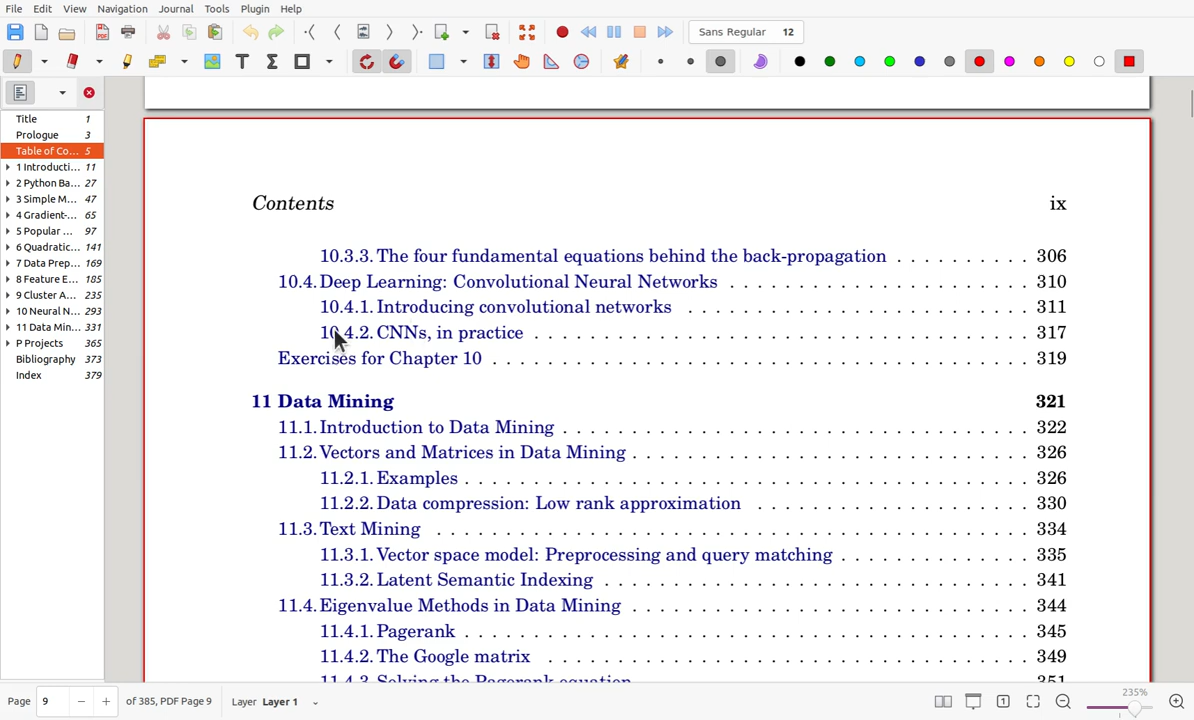 File Edit View Navigation Journal Tools Plugin Help
Sans Regular 12
Title 1
Prologue 3
Table of Co... 5
1 Introducti... 11
2 Python Ba... 27
3 Simple M... 47
4 Gradient-... 65
5 Popular ... 97
6 Quadratic... 141
7 Data Prep... 169
8 Feature E... 185
9 Cluster A... 235
10 Neural N... 293
11 Data Min... 331
P Projects 365
Bibliography 373
Index 379
Contents ix
10.3.3. The four fundamental equations behind the back-propagation . . . . . . . . . . 306
10.4. Deep Learning: Convolutional Neural Networks . . . . . . . . . . . . . . . . . . . . . . 310
10.4.1. Introducing convolutional networks . . . . . . . . . . . . . . . . . . . . . . . . . 311
10.4.2. CNNs, in practice . . . . . . . . . . . . . . . . . . . . . . . . . . . . . . . . . . . . 317
Exercises for Chapter 10 . . . . . . . . . . . . . . . . . . . . . . . . . . . . . . . . . . . . . . . 319
11 Data Mining 321
11.1. Introduction to Data Mining . . . . . . . . . . . . . . . . . . . . . . . . . . . . . . . . . . 322
11.2. Vectors and Matrices in Data Mining . . . . . . . . . . . . . . . . . . . . . . . . . . . . . 326
11.2.1. Examples . . . . . . . . . . . . . . . . . . . . . . . . . . . . . . . . . . . . . . . . . 326
11.2.2. Data compression: Low rank approximation . . . . . . . . . . . . . . . . . . . . 330
11.3. Text Mining . . . . . . . . . . . . . . . . . . . . . . . . . . . . . . . . . . . . . . . . . . . 334
11.3.1. Vector space model: Preprocessing and query matching . . . . . . . . . . . . . . 335
11.3.2. Latent Semantic Indexing . . . . . . . . . . . . . . . . . . . . . . . . . . . . . . . 341
11.4. Eigenvalue Methods in Data Mining . . . . . . . . . . . . . . . . . . . . . . . . . . . . . 344
11.4.1. Pagerank . . . . . . . . . . . . . . . . . . . . . . . . . . . . . . . . . . . . . . . . . 345
11.4.2. The Google matrix . . . . . . . . . . . . . . . . . . . . . . . . . . . . . . . . . . . 349
11.4.3. Solving the Pagerank equation . . . . . . . . . . . . . . . . . . . . . . . . . . . . 351
Page 9 of 385, PDF Page 9 Layer Layer 1 235%